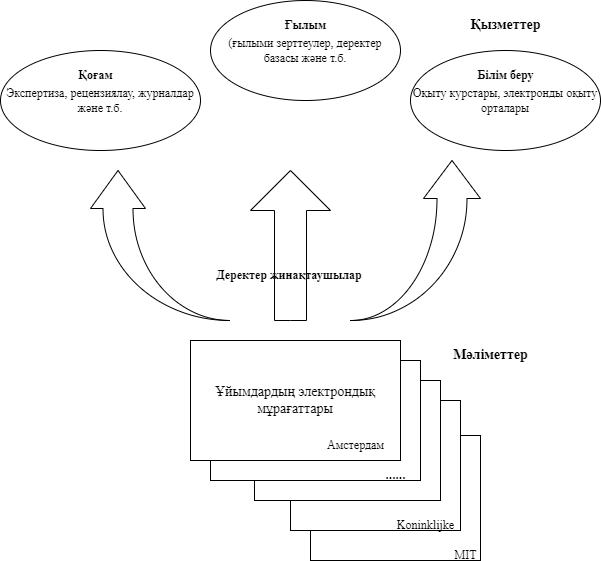 Ғылым
(ғылыми зерттеулер, деректер
базасы және т.б.
Қызметтер
Қоғам
Экспертиза, рецензиялау, журналдар
және т.б.
Білім беру
Оқыту курстары, электронды оқыту
орталары
Деректер жинақтаушылар
Мәліметтер
Ұйымдардың электрондық
мұрағаттары
Амстердам
......
Koninklijke
MIT